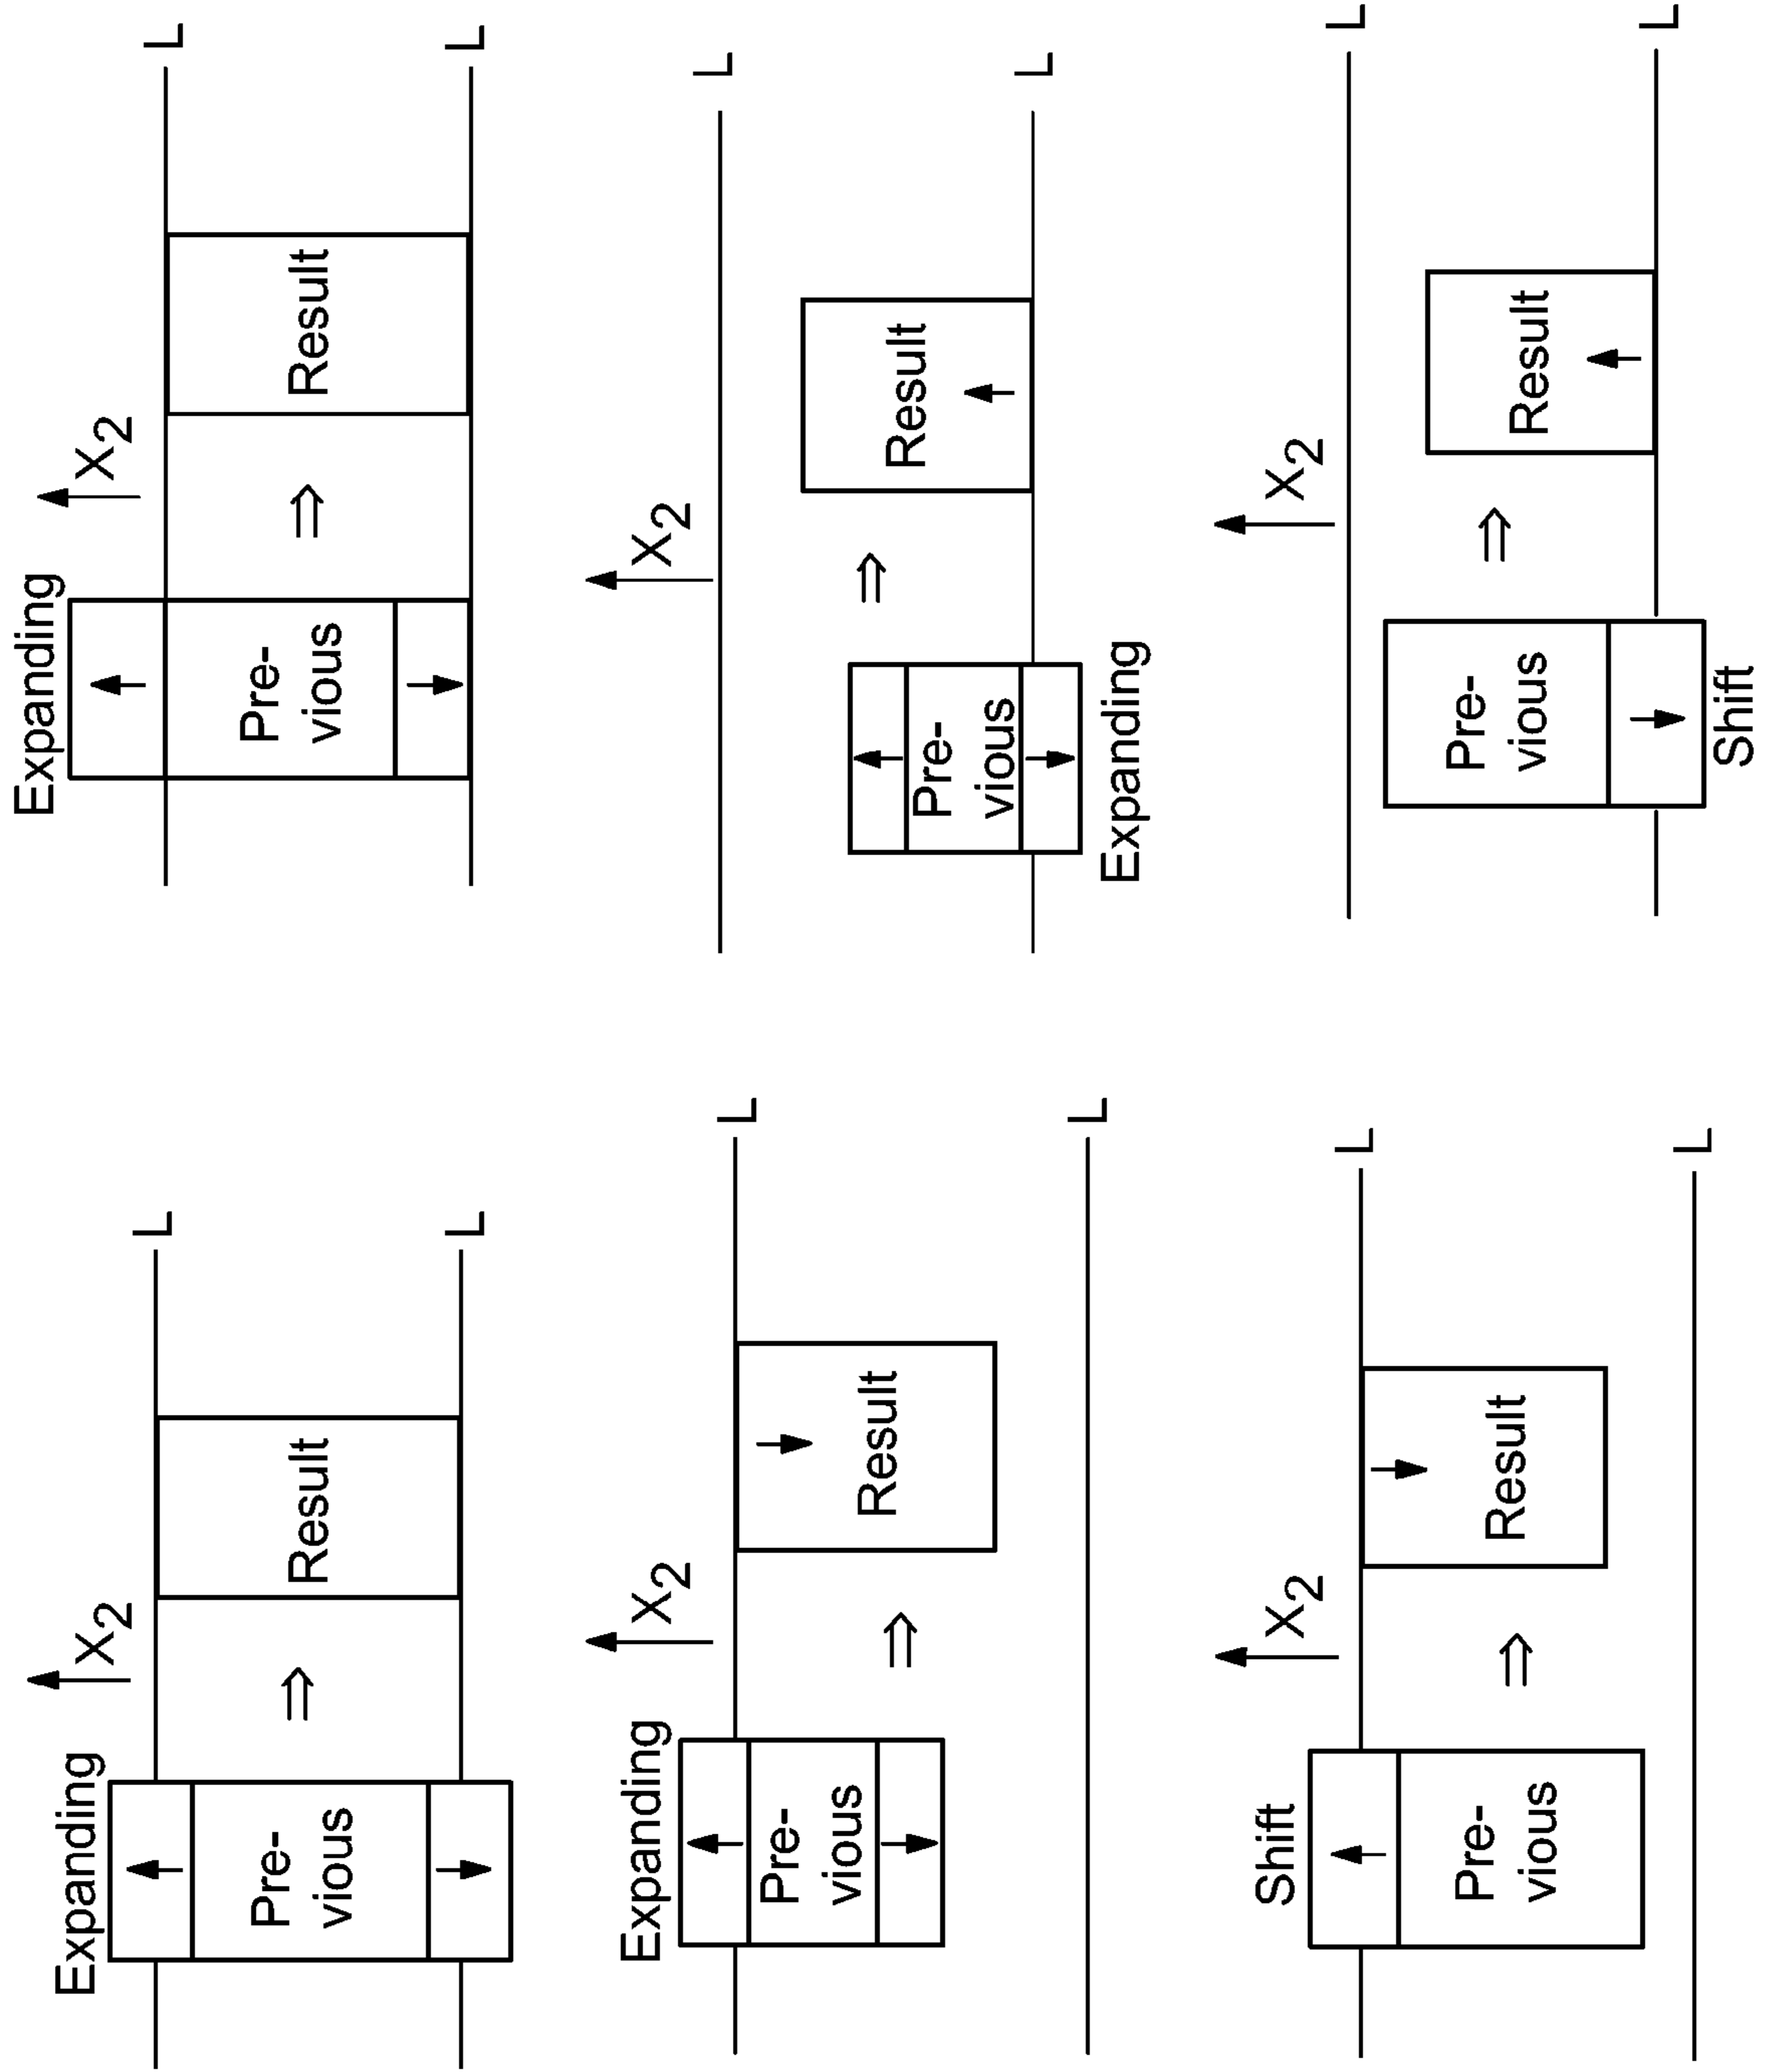 Expanding
X2
L
Pre-
vious
Result
L
Expanding
X2
L
Pre-
vious
Result
L
Expanding
X2
L
Pre-
vious
Result
L
X2
L
Pre-
vious
Result
L
Expanding
Shift
X2
L
Pre-
vious
Result
L
X2
L
Pre-
vious
Result
L
Shift